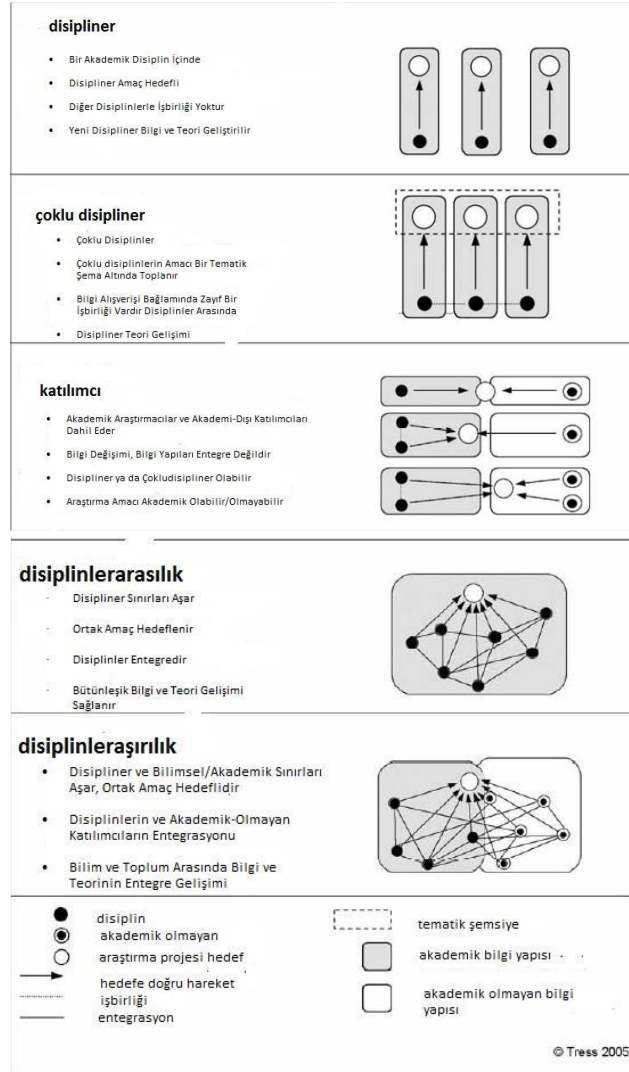 disipliner
Bir Akademik Disiplin İçinde
Disipliner Amaç Hedefli
Diğer Disiplinlerle İşbirliği Yoktur
Yeni Disipliner Bilgi ve Teori Geliştirilir
çoklu disipliner
Çoklu Disiplinler
Çoklu disiplinlerin Amacı Bir Tematik
Şema Altında Toplanır
Bilgi Alışverişi Bağlamında Zayıf Bir
İşbirliği Vardır Disiplinler Arasında
Disipliner Teori Gelişimi
katılımcı
Akademik Araştırmacılar ve Akademi-Dışı Katılımcıları
Dahil Eder
Bilgi Değişimi, Bilgi Yapıları Entegre Değildir
Disipliner ya da Çokludisipliner Olabilir
Araştırma Amacı Akademik Olabilir/Olmayabilir
disiplinlerarasılık
Disipliner Sınırları Aşar
Ortak Amaç Hedeflenir
Disiplinler Entegredir
Bütünleşik Bilgi ve Teori Gelişimi
Sağlanır
disiplinleraşırılık
Disipliner ve Bilimsel/Akademik Sınırları
Aşar, Ortak Amaç Hedeflidir
Disiplinlerin ve Akademik-Olmayan
Katılımcıların Entegrasyonu
Bilim ve Toplum Arasında Bilgi ve
Teorinin Entegre Gelişimi
disiplin
akademik olmayan
araştırma projesi hedef
hedefe doğru hareket
işbirliği
entegrasyon
tematik şemsiye
akademik bilgi yapısı
akademik olmayan bilgi
yapısı
© Tress 2005